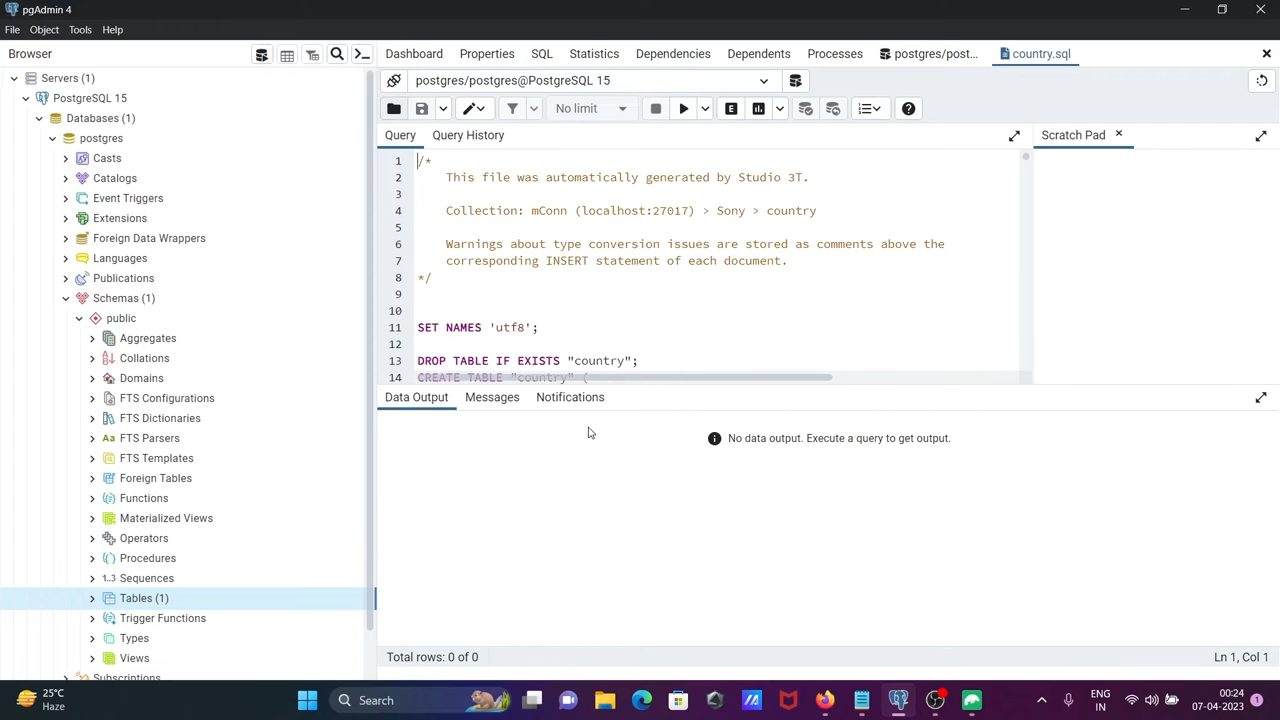 pgAdmin 4
File Object Tools Help
Browser
Dashboard Properties SQL Statistics Dependencies Dependents Processes postgres/post... country.sql
Servers (1)
PostgreSQL 15
Databases (1)
postgres
Casts
Catalogs
Event Triggers
Extensions
Foreign Data Wrappers
Languages
Publications
Schemas (1)
public
Aggregates
Collations
Domains
FTS Configurations
FTS Dictionaries
Aa FTS Parsers
FTS Templates
Foreign Tables
Functions
Materialized Views
Operators
Procedures
1..3 Sequences
Tables (1)
Trigger Functions
Types
Views
Subscriptions
postgres/postgres@PostgreSQL 15
No limit
E
Query Query History
Scratch Pad
1 /*
2 This file was automatically generated by Studio 3T.
3
4 Collection: mConn (localhost:27017) > Sony > country
5
6 Warnings about type conversion issues are stored as comments above the
7 corresponding INSERT statement of each document.
8 */
9
10
11 SET NAMES 'utf8';
12
13 DROP TABLE IF EXISTS "country";
14 CREATE TABLE "country" (
Data Output Messages Notifications
No data output. Execute a query to get output.
Total rows: 0 of 0
Ln 1, Col 1
25°C
Haze
Search
ENG
IN
00:24
07-04-2023